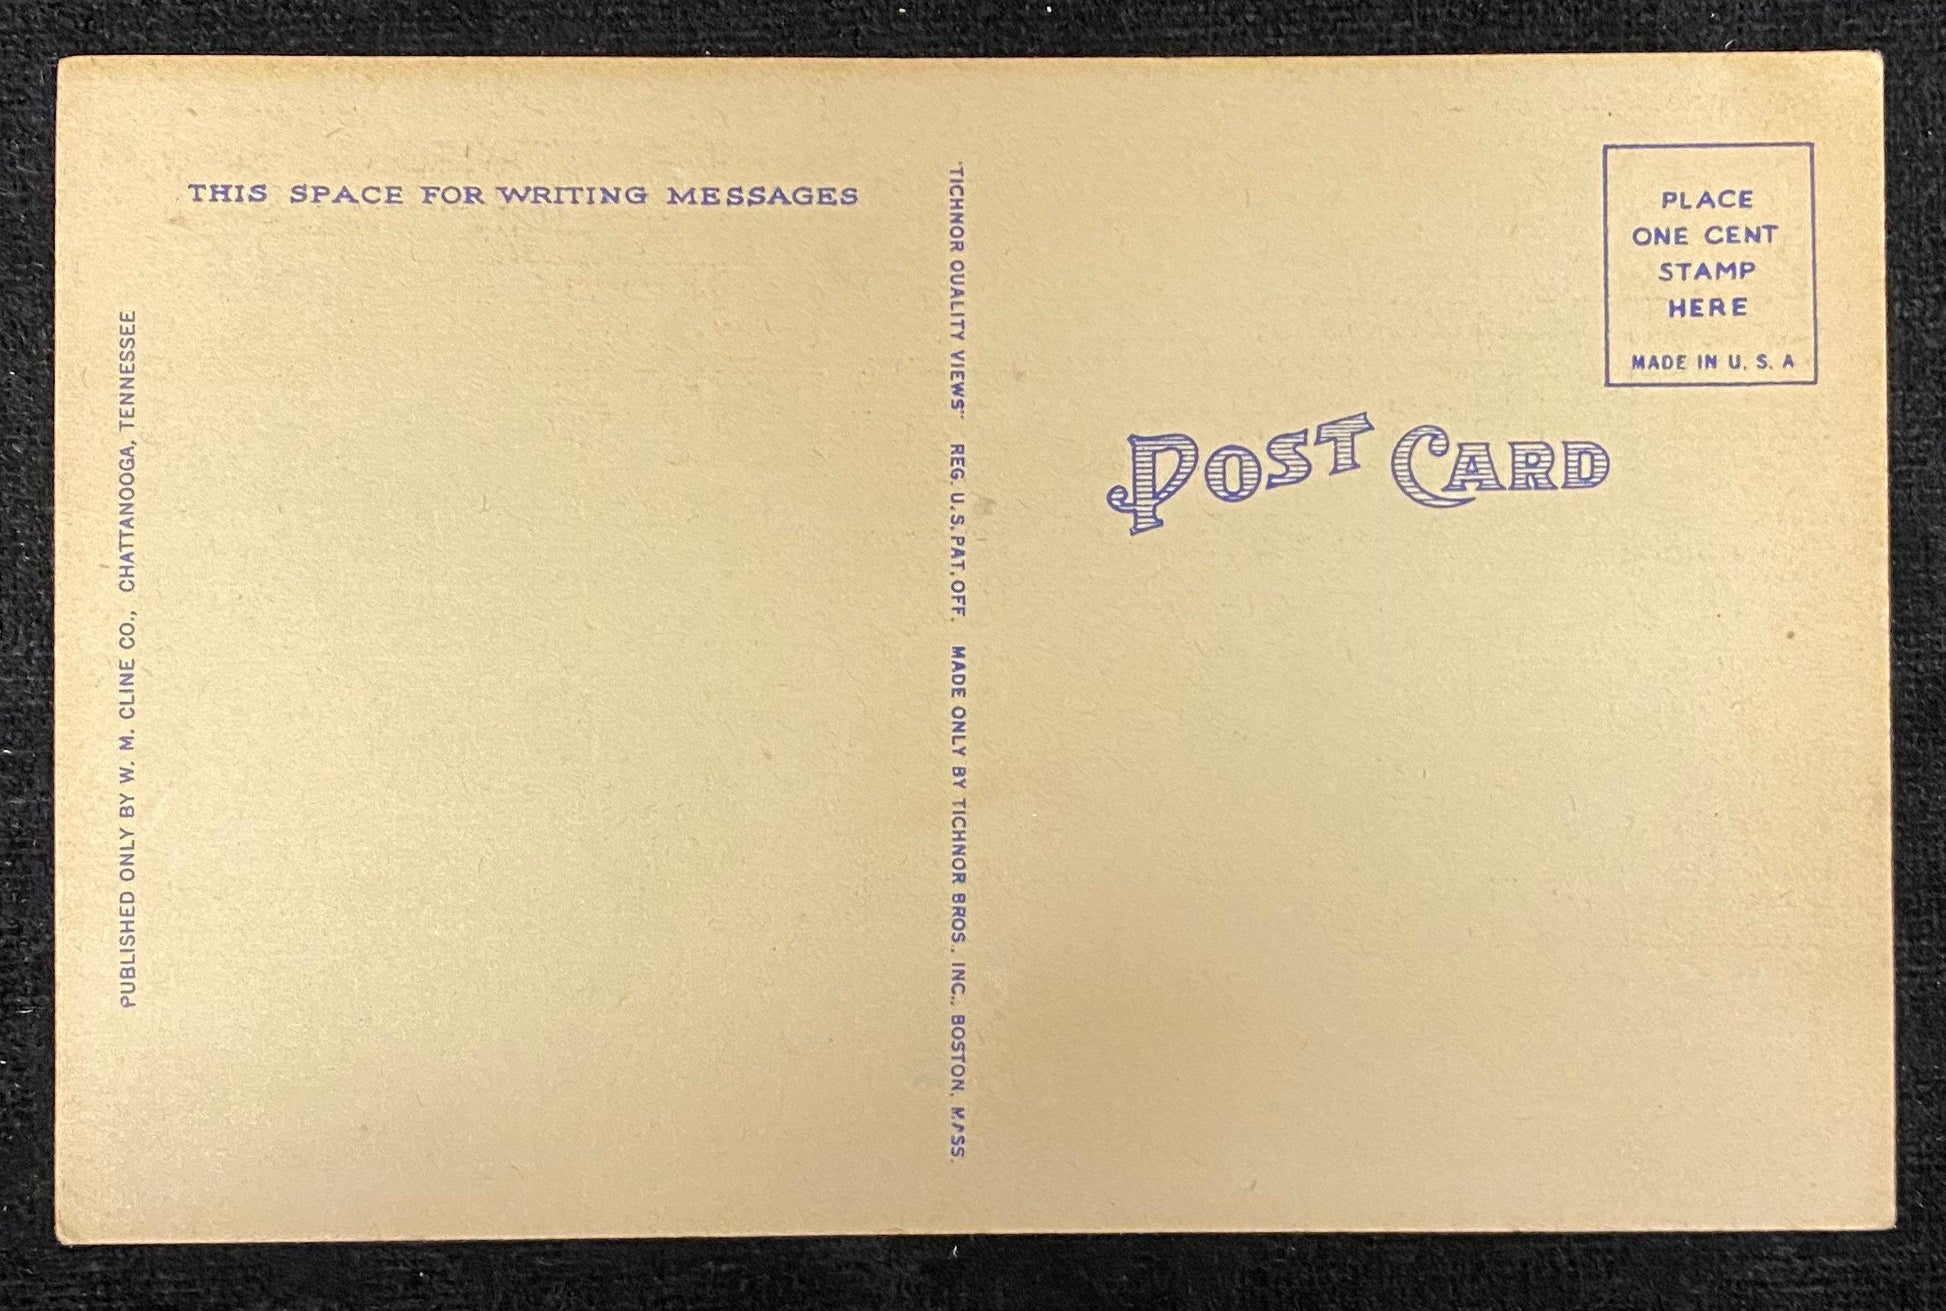 THIS SPACE FOR WRITING MESSAGES
PUBLISHED ONLY BY W. M. CLINE CO., CHATTANOOGA, TENNESSEE
"TICHNOR QUALITY VIEWS" REG. U. S. PAT. OFF. MADE ONLY BY TICHNOR BROS., INC., BOSTON, MASS.
PLACE
ONE CENT
STAMP
HERE
MADE IN U. S. A
POST CARD